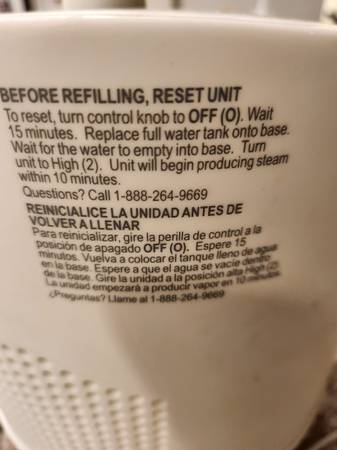 BEFORE REFILLING, RESET UNIT
To reset, turn control knob to OFF (O). Wait
15 minutes. Replace full water tank onto base.
Wait for the water to empty into base. Turn
unit to High (2). Unit will begin producing steam
within 10 minutes.
Questions? Call 1-888-264-9669
REINICIALICE LA UNIDAD ANTES DE
VOLVER A LLENAR
Para reinicializar, gire la perilla de control a la
posición de apagado OFF (O). Espere 15
minutos. Vuelva a colocar el tanque lleno de agua
en la base. Espere a que el agua se vacíe dentro
de la base. Gire la unidad a la posición alta High (2).
La unidad empezará a producir vapor en 10 minutos.
¿Preguntas? Llame al 1-888-264-9669